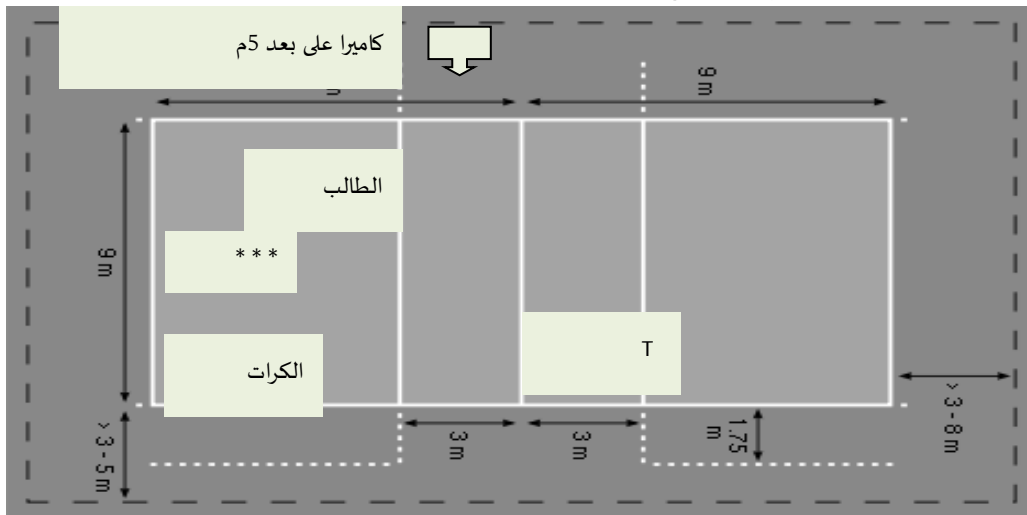 كاميرا على بعد 5م
m
9 m
الطالب
* * *
9 m
T
الكرات
3 m
3 m
1.75 m
> 3 - 8 m
> 3 - 5 m